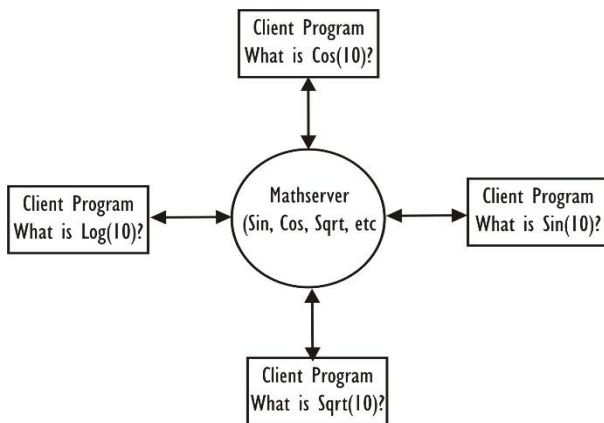 Client Program
What is Cos(10)?
Client Program
What is Log(10)?
Mathserver
(Sin, Cos, Sqrt, etc
Client Program
What is Sin(10)?
Client Program
What is Sqrt(10)?